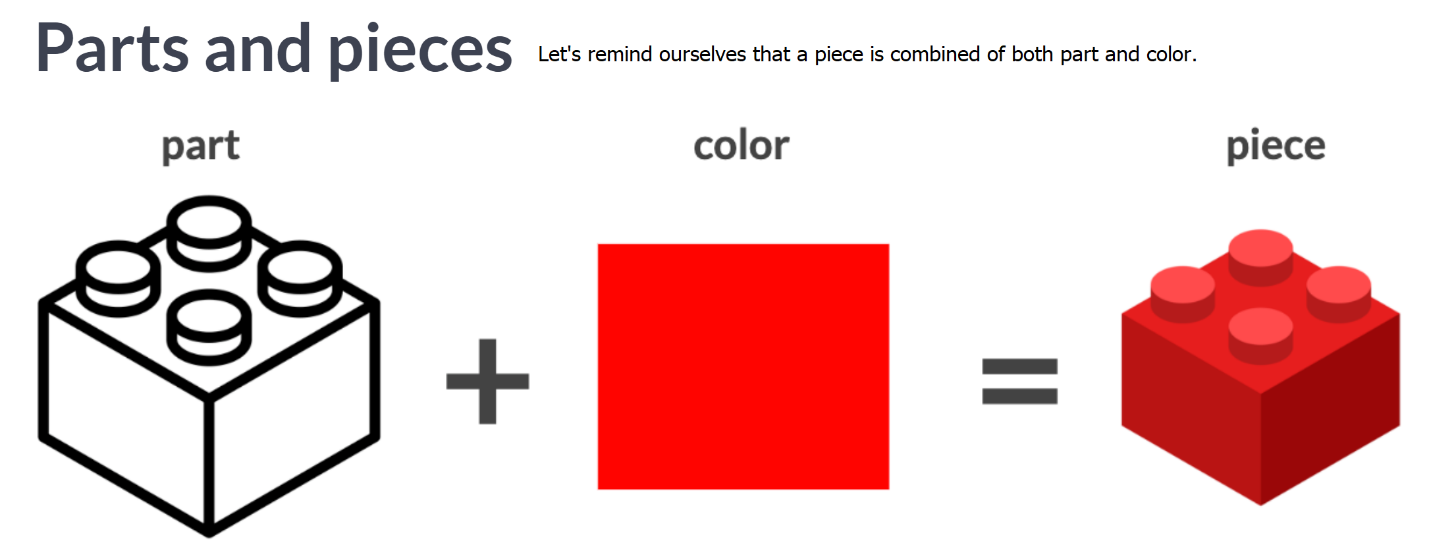 Parts and pieces
Let's remind ourselves that a piece is combined of both part and color.
part
color
piece
+
=